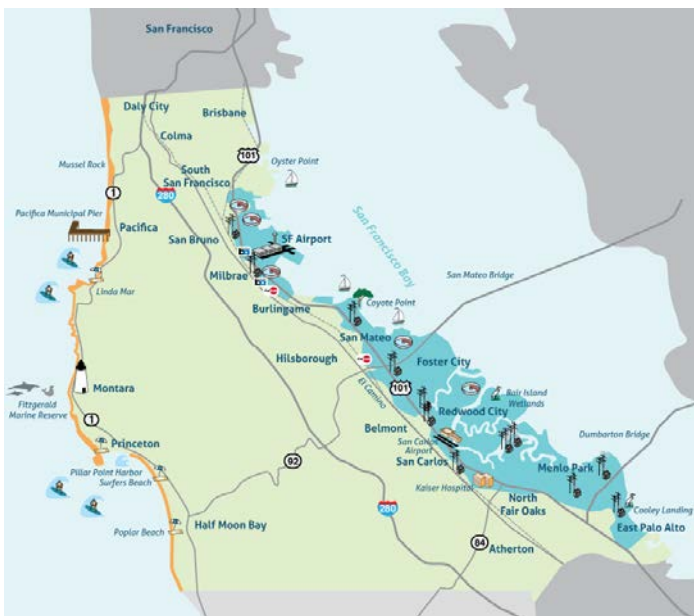 San Francisco
Daly City
Brisbane
Colma
Mussel Rock
101
Oyster Point
South
San Francisco
1
280
Pacifica Municipal Pier
Pacifica
San Francisco Bay
San Bruno
SF Airport
Milbrae
San Mateo Bridge
Linda Mar
Burlingame
Coyote Point
San Mateo
Hilsborough
Foster City
El Camino
101
Montara
Fitzgerald
Marine Reserve
Bair Island
Wetlands
Redwood City
1
Belmont
Dumbarton Bridge
Princeton
San Carlos
Airport
92
San Carlos
Menlo Park
Pillar Point Harbor
Surfers Beach
Kaiser Hospital
North
Fair Oaks
280
Cooley Landing
Poplar Beach
Half Moon Bay
East Palo Alto
84
Atherton